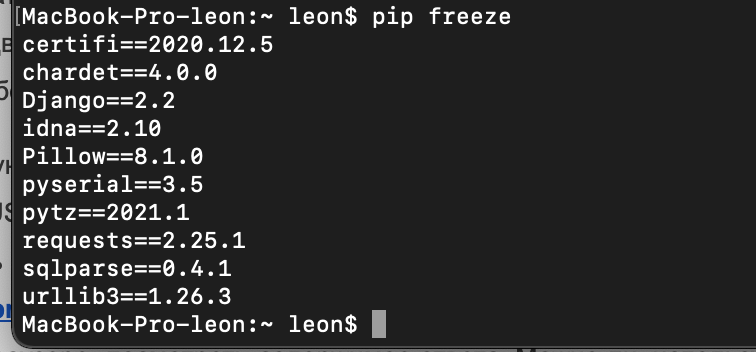 [MacBook-Pro-leon:~ leon$ pip freeze
certifi==2020.12.5
chardet==4.0.0
Django==2.2
idna==2.10
Pillow==8.1.0
pyserial==3.5
pytz==2021.1
requests==2.25.1
sqlparse==0.4.1
urllib3==1.26.3
MacBook-Pro-leon:~ leon$